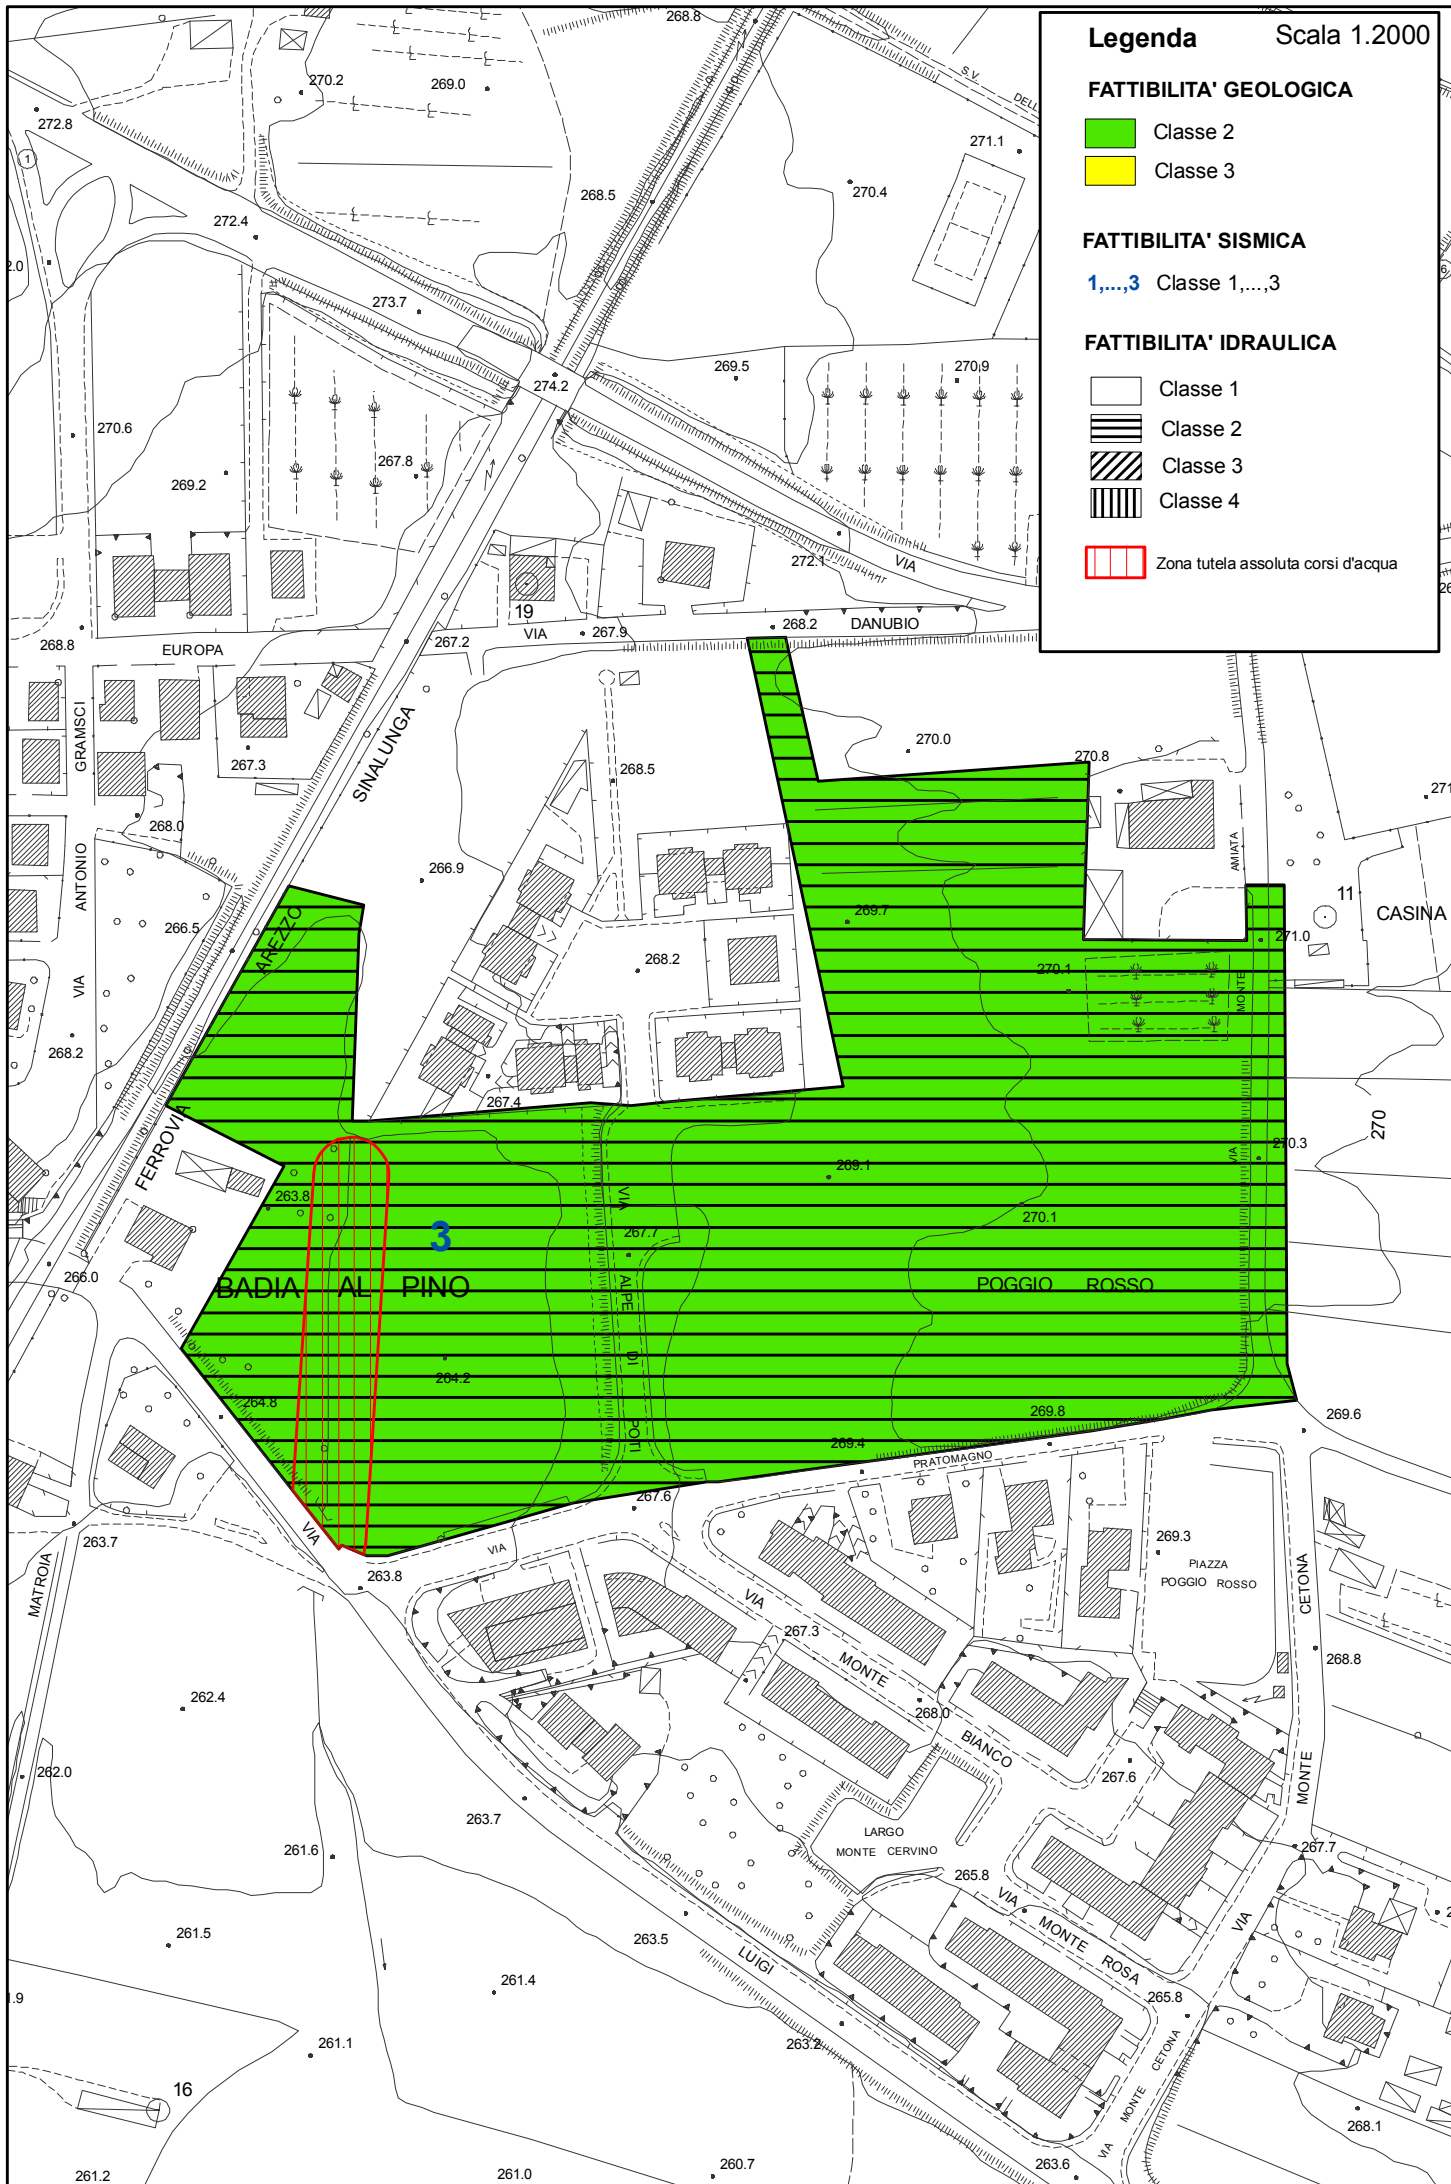 Legenda
Scala 1.2000
FATTIBILITA' GEOLOGICA
Classe 2
Classe 3
FATTIBILITA' SISMICA
1,...,3 Classe 1,...,3
FATTIBILITA' IDRAULICA
Classe 1
Classe 2
Classe 3
Classe 4
Zona tutela assoluta corsi d'acqua
268.8
270.2
269.0
272.8
S.V.
271.1
1
268.5
270.4
272.4
273.7
274.2
269.5
270.9
270.6
269.2
267.8
272.1
VIA
19
268.8
EUROPA
267.2
VIA
267.9
268.2
DANUBIO
GRAMSCI
267.3
SINALUNGA
268.5
270.0
270.8
268.0
266.9
AMIATA
ANTONIO
VIA
266.5
AREZZO
269.7
11
CASINA
268.2
270.1
271.0
MONTE
268.2
267.4
FERROVIA
270
270.3
VIA
263.8
269.1
VIA
267.7
270.1
3
266.0
BADIA AL PINO
ALPE
POGGIO ROSSO
DI
264.2
264.8
POTI
269.8
269.6
269.4
PRATOMAGNO
267.6
VIA
VIA
263.7
263.8
269.3
PIAZZA
POGGIO ROSSO
CETONA
MATROIA
VIA
267.3
MONTE
268.8
262.4
268.0
BIANCO
262.0
267.6
MONTE
263.7
LARGO
MONTE CERVINO
261.6
267.7
265.8
VIA
MONTE ROSA
VIA
261.5
263.5
LUIGI
261.4
265.8
261.1
263.2
VIA MONTE CETONA
16
268.1
261.2
261.0
260.7
263.6